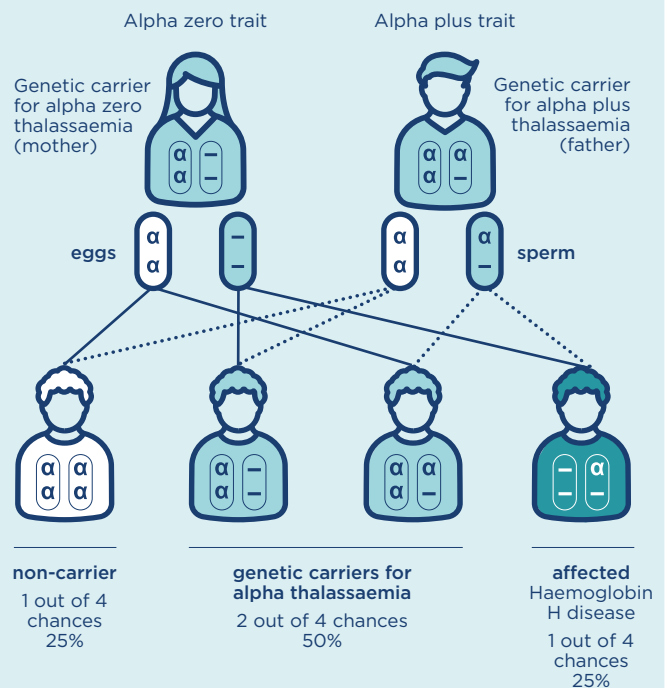 Alpha zero trait
Alpha plus trait
Genetic carrier
for alpha zero
thalassaemia
(mother)
Genetic carrier
for alpha plus
thalassaemia
(father)
α –
α –
α α
α –
eggs
α
α
–
–
α
α
α
–
sperm
α α
α α
α –
α –
α α
α –
– α
– –
non-carrier
1 out of 4
chances
25%
genetic carriers for
alpha thalassaemia
2 out of 4 chances
50%
affected
Haemoglobin
H disease
1 out of 4
chances
25%